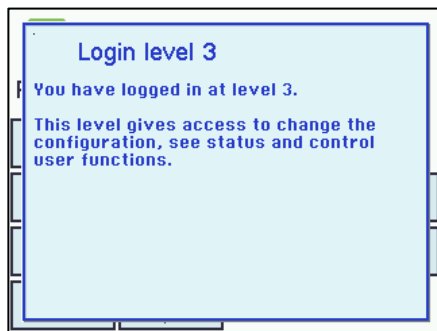 Login level 3
You have logged in at level 3.
This level gives access to change the
configuration, see status and control
user functions.